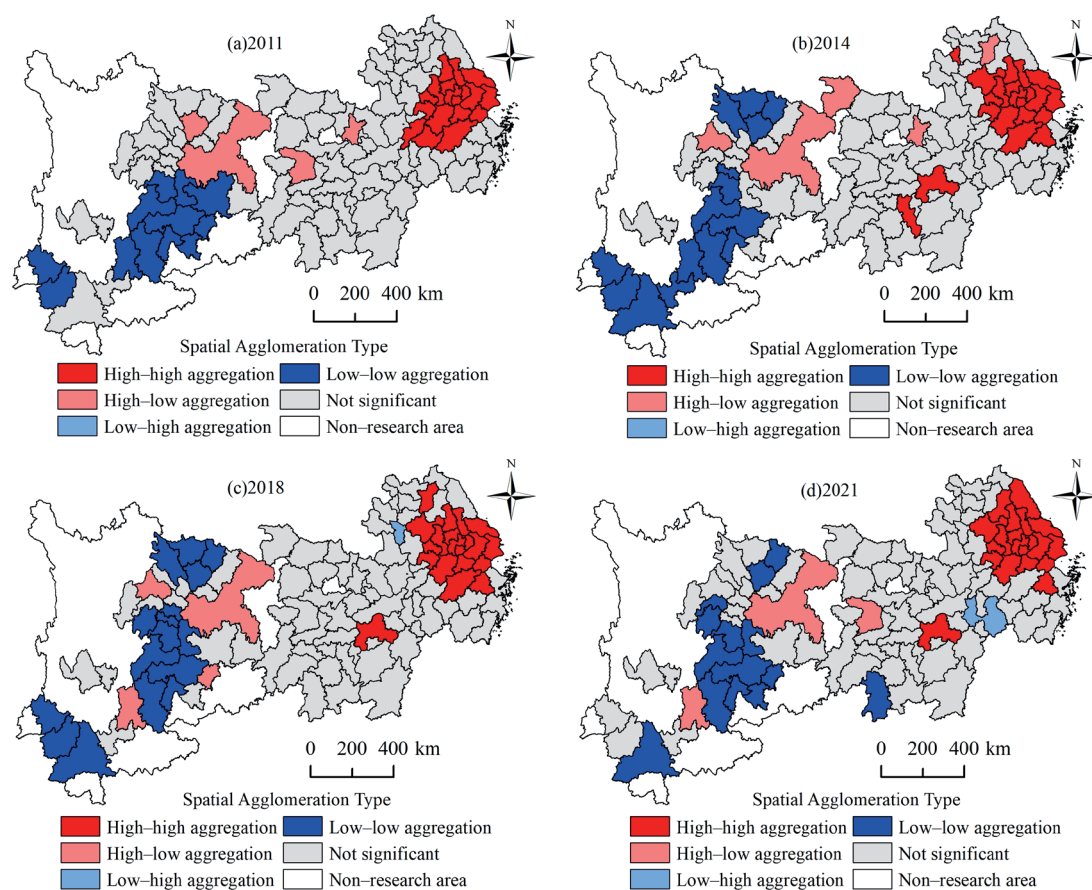 (a)2011
N
0 200 400 km
Spatial Agglomeration Type
High–high aggregation
Low–low aggregation
High–low aggregation
Not significant
Low–high aggregation
Non–research area
(b)2014
N
0 200 400 km
Spatial Agglomeration Type
High–high aggregation
Low–low aggregation
High–low aggregation
Not significant
Low–high aggregation
Non–research area
(c)2018
N
0 200 400 km
Spatial Agglomeration Type
High–high aggregation
Low–low aggregation
High–low aggregation
Not significant
Low–high aggregation
Non–research area
(d)2021
N
0 200 400 km
Spatial Agglomeration Type
High–high aggregation
Low–low aggregation
High–low aggregation
Not significant
Low–high aggregation
Non–research area